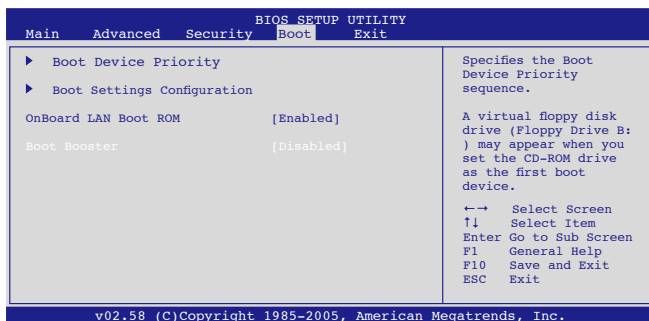 BIOS SETUP UTILITY
Main Advanced Security Boot Exit
Boot Device Priority
Boot Settings Configuration
OnBoard LAN Boot ROM [Enabled]
Boot Booster [Disabled]
Specifies the Boot
Device Priority
sequence.
A virtual floppy disk
drive (Floppy Drive B:
) may appear when you
set the CD-ROM drive
as the first boot
device.
←→ Select Screen
↑↓ Select Item
Enter Go to Sub Screen
F1 General Help
F10 Save and Exit
ESC Exit
v02.58 (C)Copyright 1985-2005, American Megatrends, Inc.